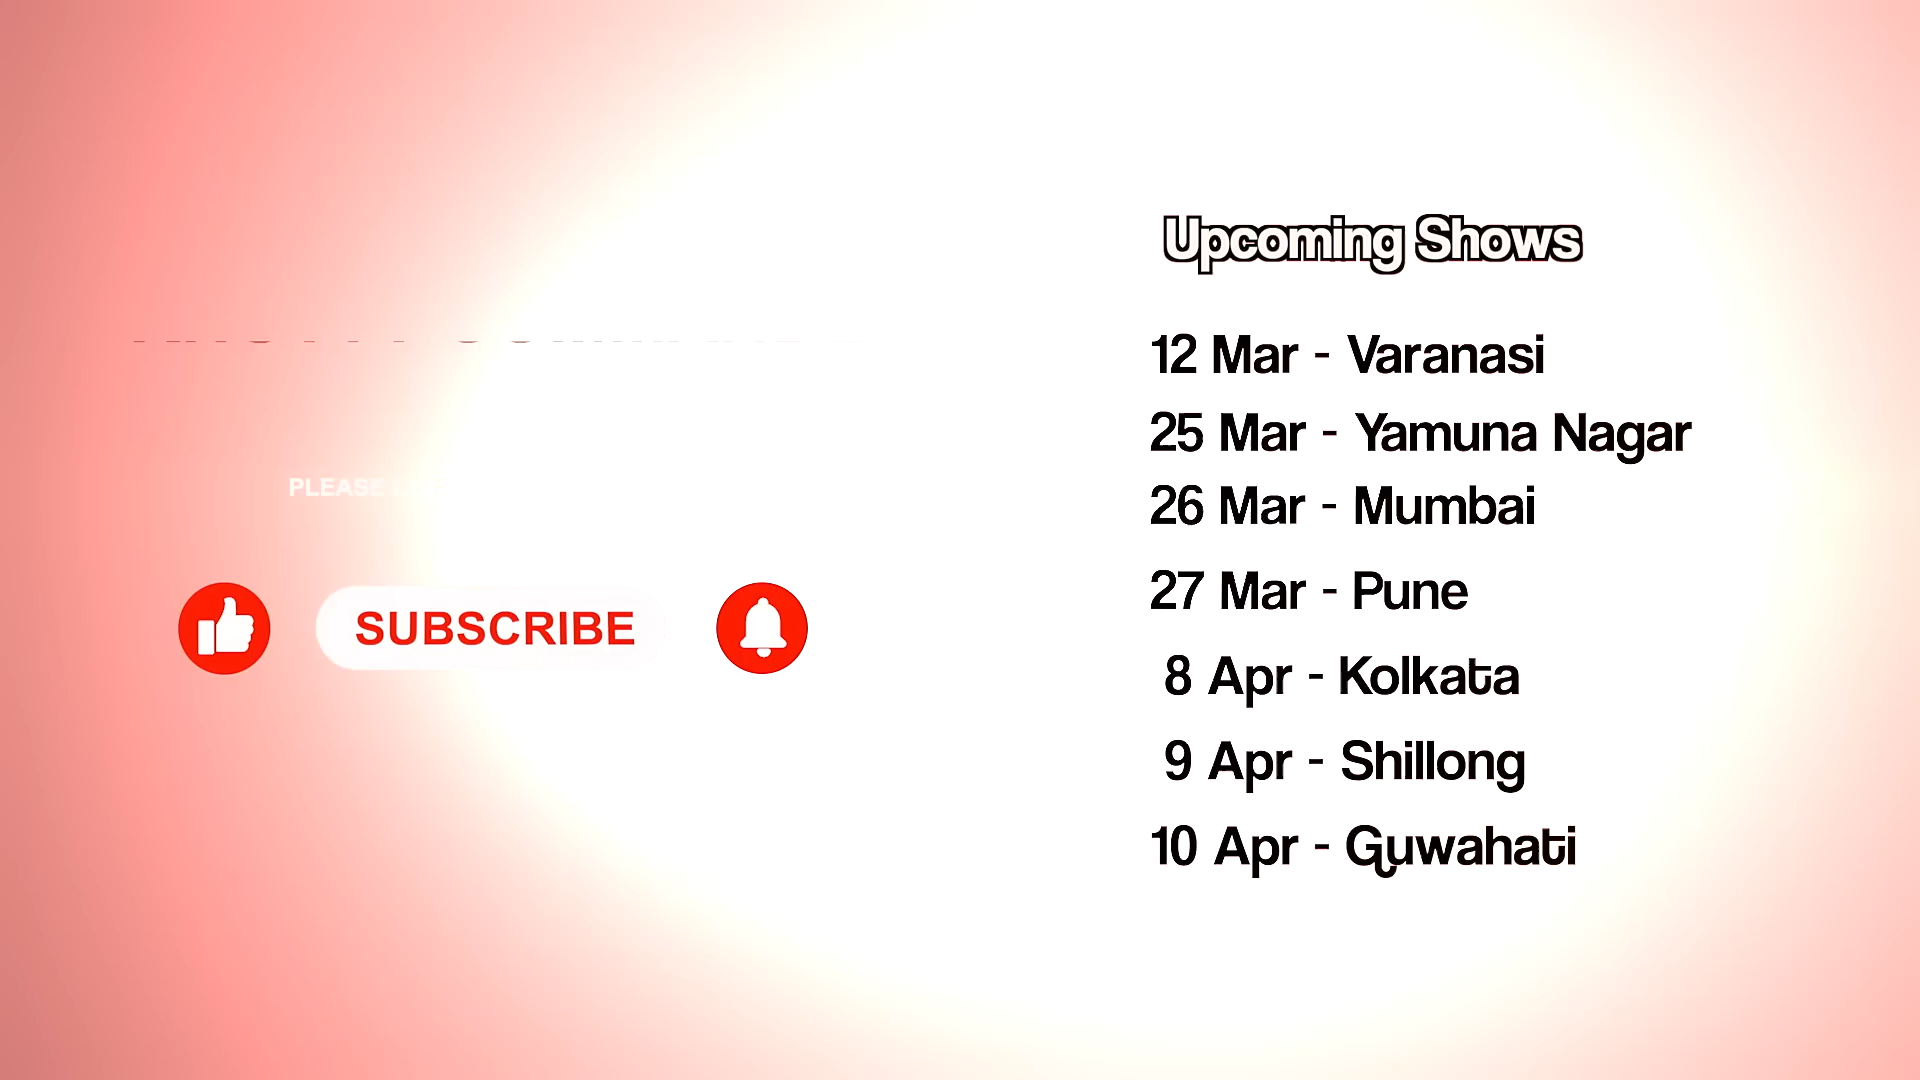 PLEASE
SUBSCRIBE
Upcoming Shows
12 Mar - Varanasi
25 Mar - Yamuna Nagar
26 Mar - Mumbai
27 Mar - Pune
8 Apr - Kolkata
9 Apr - Shillong
10 Apr - Guwahati